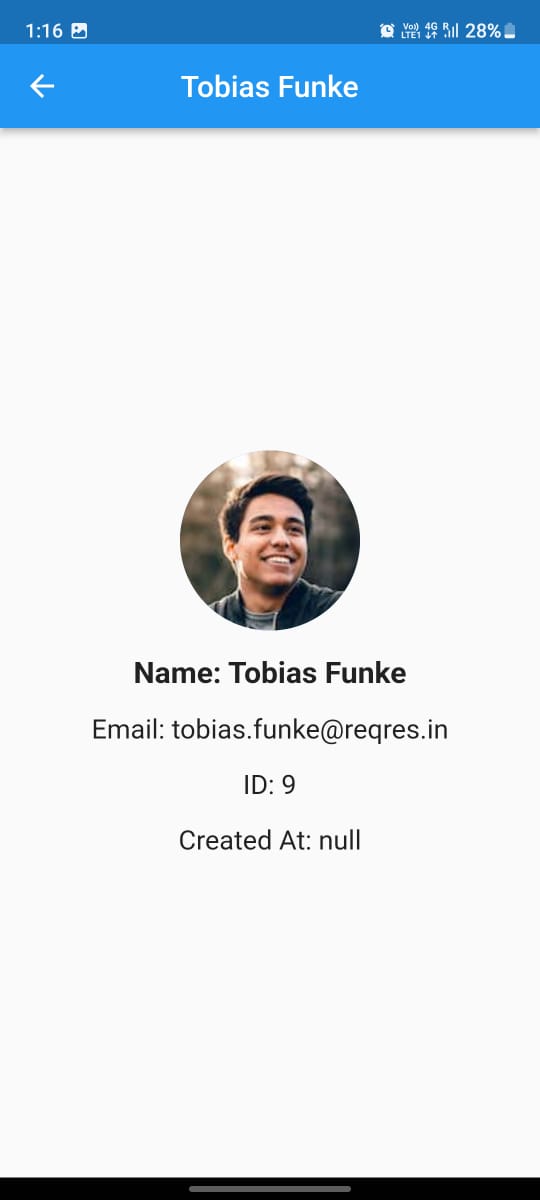 1:16 Vo)) LTE1 4G R 28%
Tobias Funke
Name: Tobias Funke
Email: tobias.funke@reqres.in
ID: 9
Created At: null